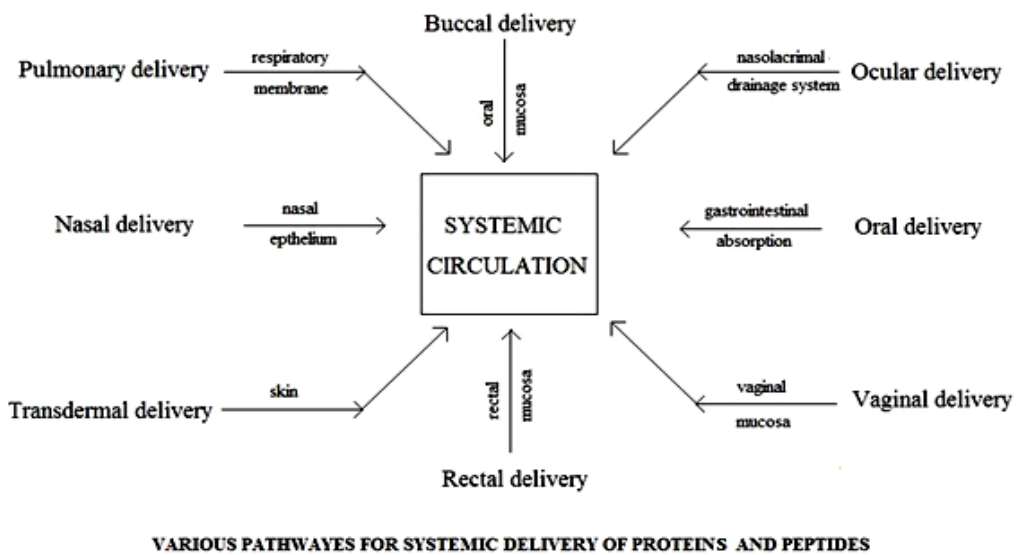 Buccal delivery
Pulmonary delivery
respiratory
membrane
oral
mucosa
nasolacrimal
drainage system
Ocular delivery
Nasal delivery
nasal
epthelium
SYSTEMIC
CIRCULATION
gastrointestinal
absorption
Oral delivery
Transdermal delivery
skin
rectal
mucosa
vaginal
mucosa
Vaginal delivery
Rectal delivery
VARIOUS PATHWAYES FOR SYSTEMIC DELIVERY OF PROTEINS AND PEPTIDES